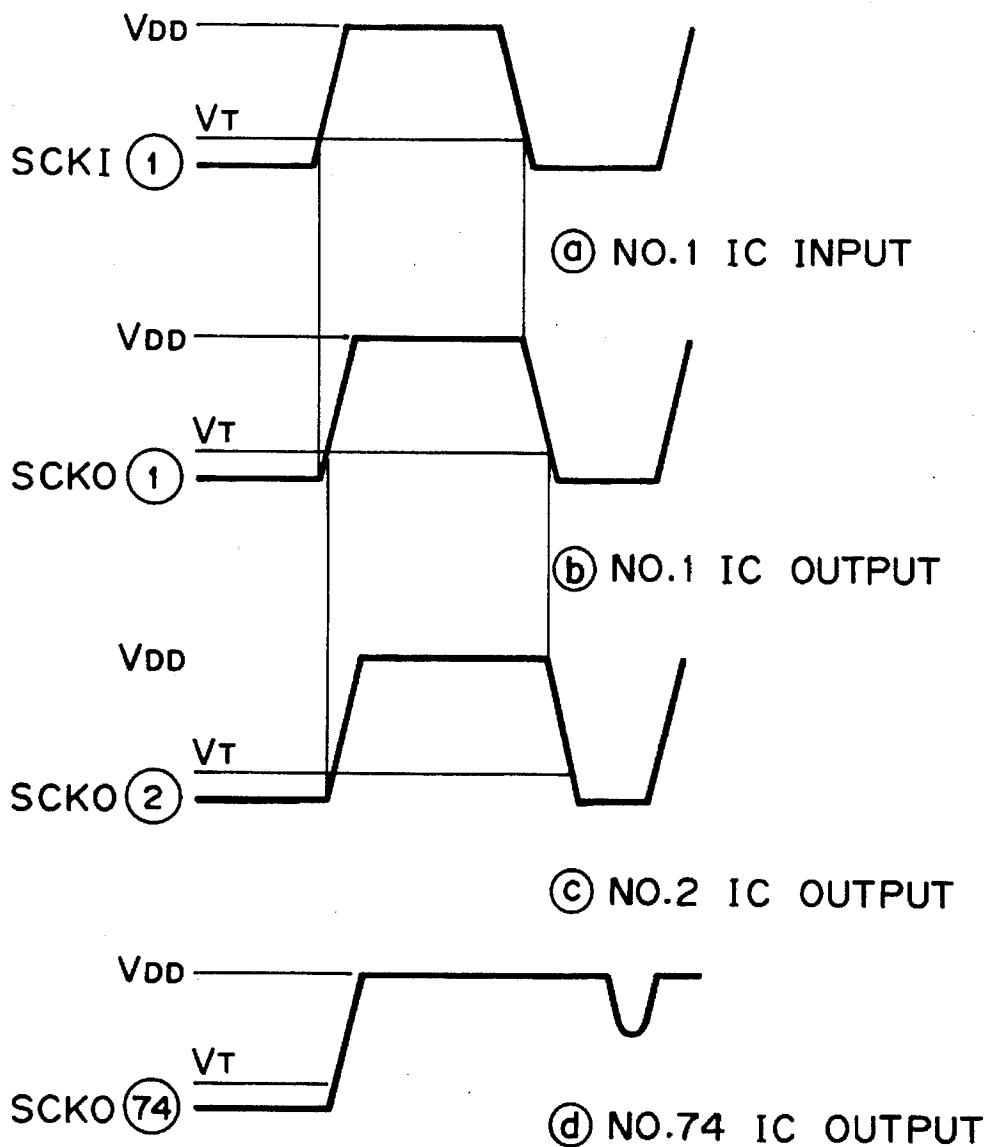 VDD
VT
SCKI 1
a NO.1 IC INPUT
VDD
VT
SCKO 1
b NO.1 IC OUTPUT
VDD
VT
SCKO 2
c NO.2 IC OUTPUT
VDD
VT
SCKO 74
d NO.74 IC OUTPUT